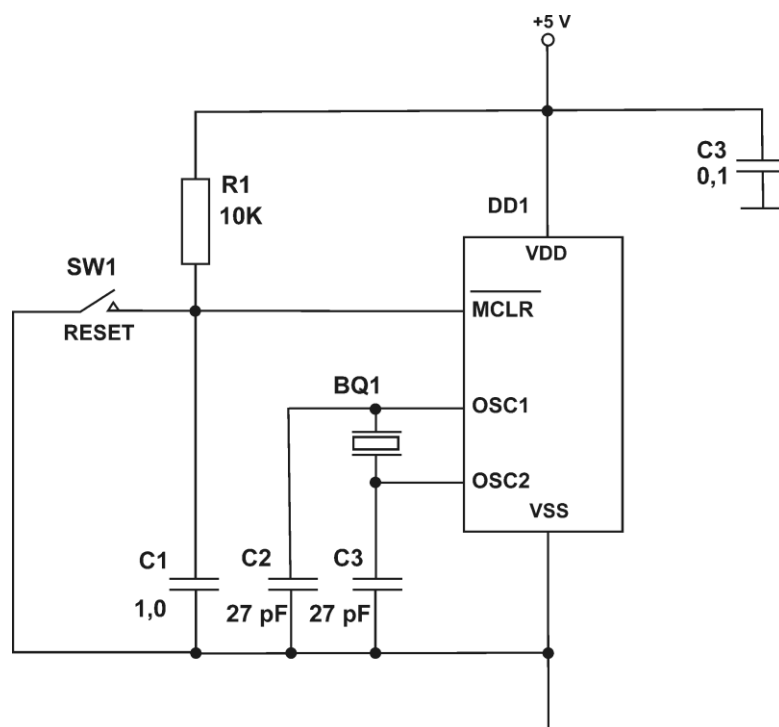 +5 V
C3
0,1
R1
10K
DD1
VDD
SW1
RESET
MCLR
BQ1
OSC1
OSC2
VSS
C1
C2
C3
1,0
27 pF
27 pF